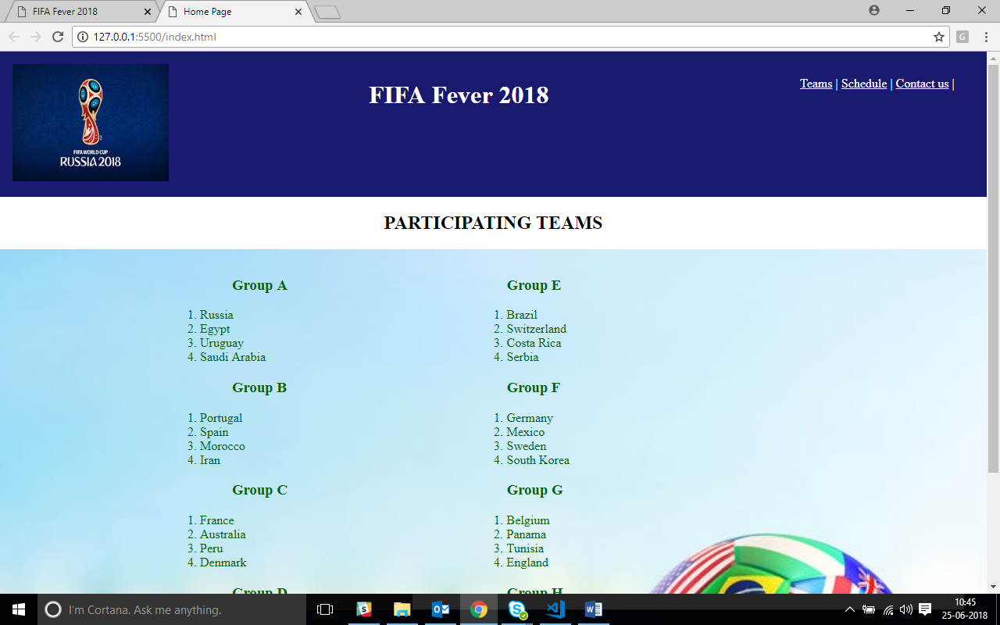 FIFA Fever 2018
Home Page
127.0.0.1:5500/index.html
G
FIFA WORLD CUP
RUSSIA 2018
FIFA Fever 2018
Teams | Schedule | Contact us |
PARTICIPATING TEAMS
Group A
1. Russia
2. Egypt
3. Uruguay
4. Saudi Arabia
Group B
1. Portugal
2. Spain
3. Morocco
4. Iran
Group C
1. France
2. Australia
3. Peru
4. Denmark
Group D
Group E
1. Brazil
2. Switzerland
3. Costa Rica
4. Serbia
Group F
1. Germany
2. Mexico
3. Sweden
4. South Korea
Group G
1. Belgium
2. Panama
3. Tunisia
4. England
Group H
I'm Cortana. Ask me anything.
10:45
25-06-2018